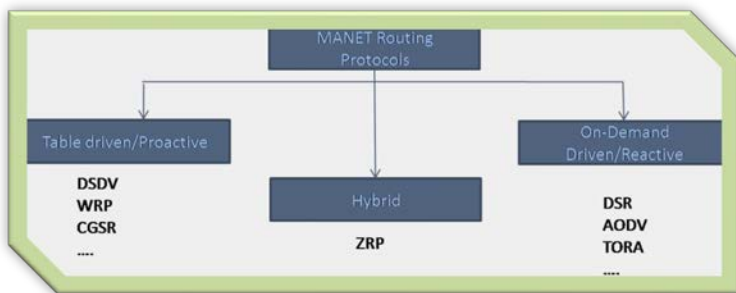 MANET Routing
Protocols
Table driven/Proactive
DSDV
WRP
CGSR
....
Hybrid
ZRP
On-Demand
Driven/Reactive
DSR
AODV
TORA
....